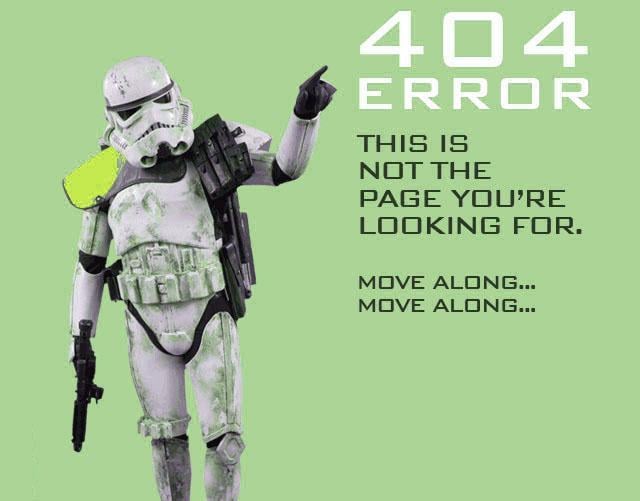 404
ERROR
THIS IS
NOT THE
PAGE YOU'RE
LOOKING FOR.
MOVE ALONG...
MOVE ALONG...